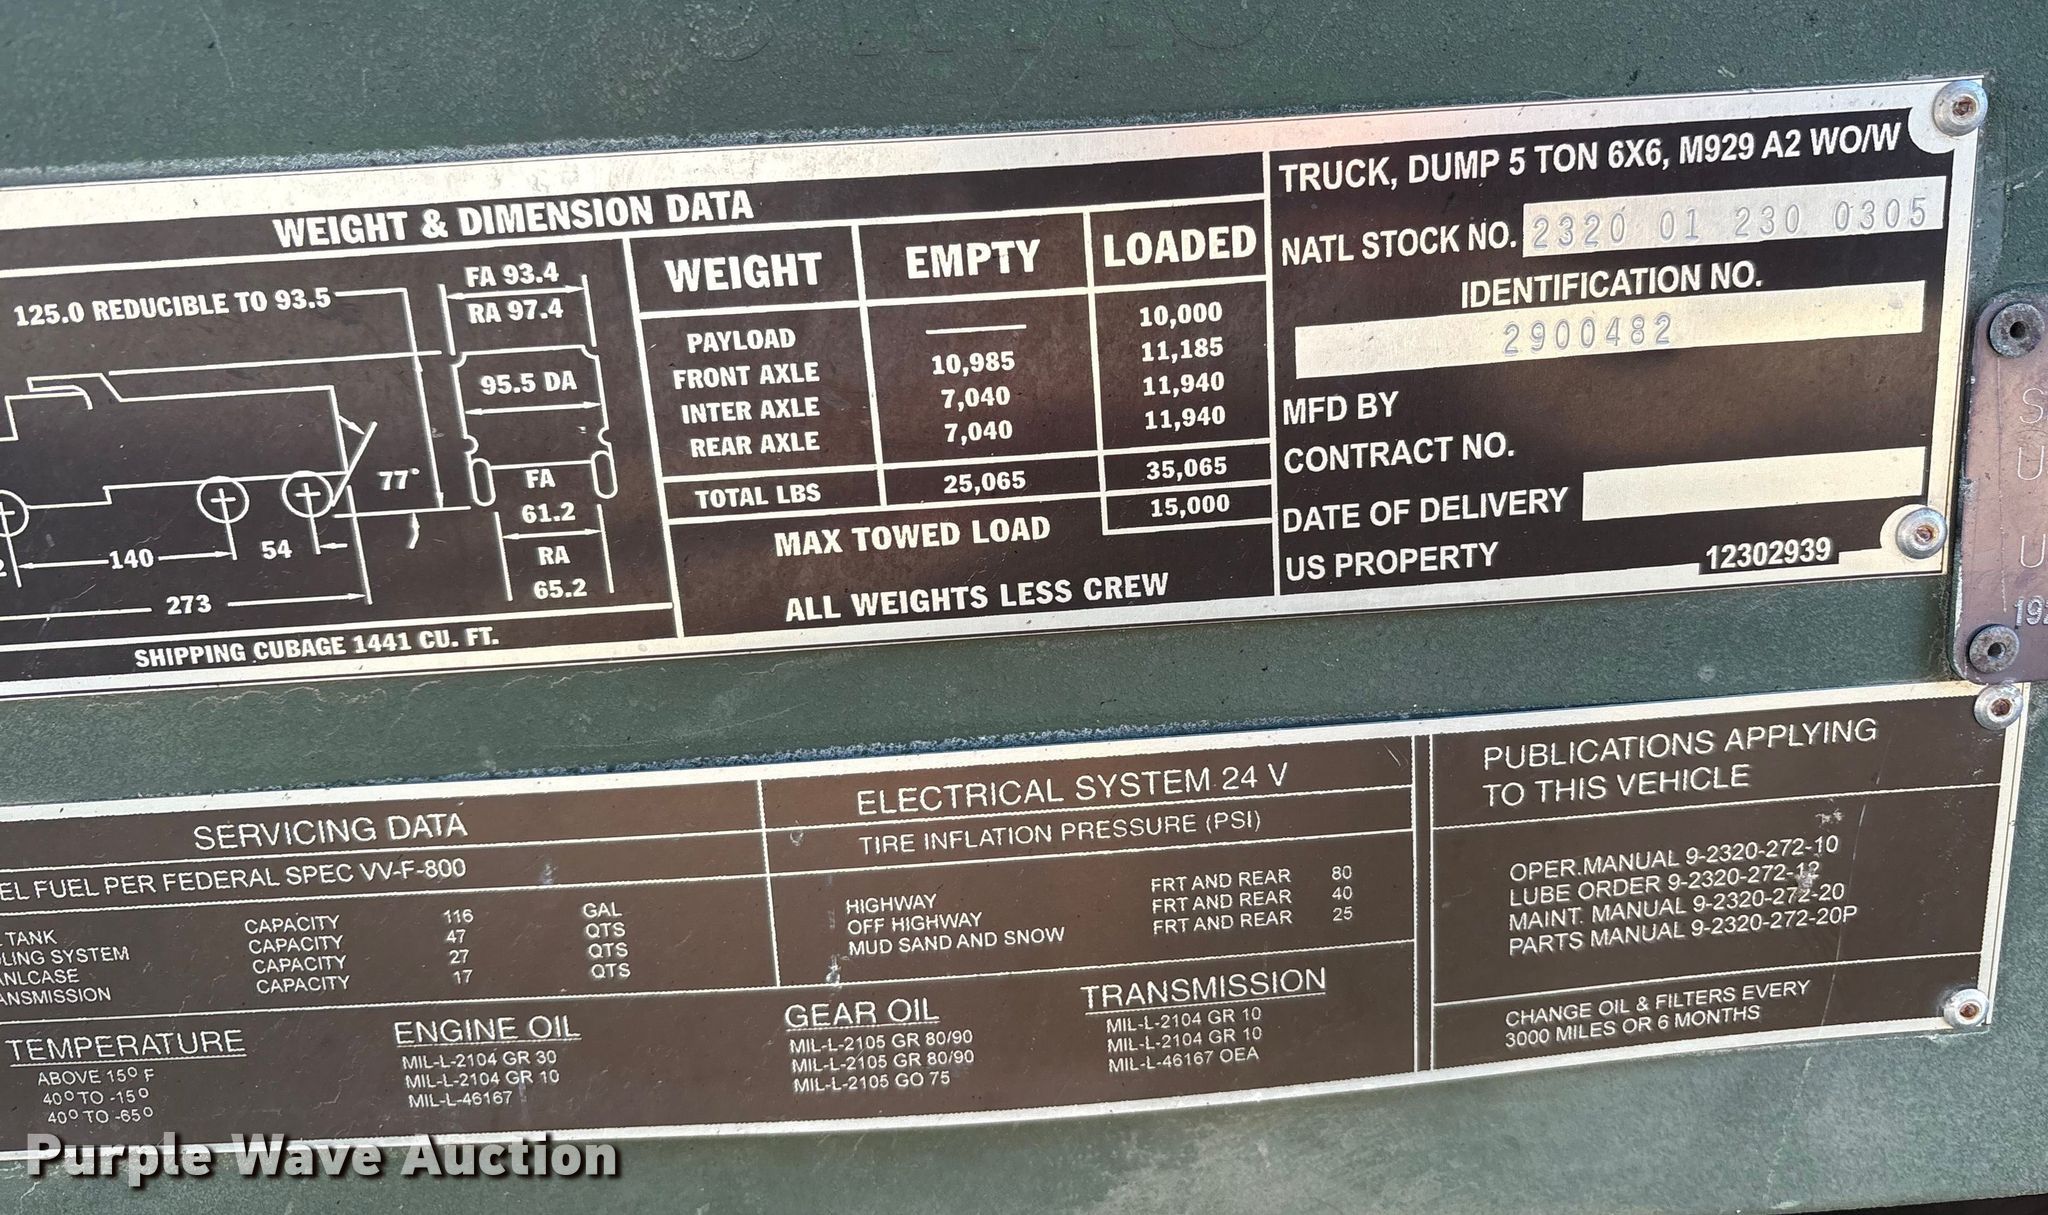 WEIGHT & DIMENSION DATA
125.0 REDUCIBLE TO 93.5
FA 93.4
RA 97.4
95.5 DA
77°
FA
61.2
RA
65.2
140
54
273
SHIPPING CUBAGE 1441 CU. FT.
WEIGHT EMPTY LOADED
PAYLOAD 10,000
FRONT AXLE 10,985 11,185
INTER AXLE 7,040 11,940
REAR AXLE 7,040 11,940
TOTAL LBS 25,065 35,065
MAX TOWED LOAD 15,000
ALL WEIGHTS LESS CREW
TRUCK, DUMP 5 TON 6X6, M929 A2 WO/W
NATL STOCK NO. 2320 01 230 0305
IDENTIFICATION NO.
2900482
MFD BY
CONTRACT NO.
DATE OF DELIVERY
US PROPERTY 12302939
S
U
U
192
SERVICING DATA
EL FUEL PER FEDERAL SPEC VV-F-800
TANK CAPACITY 116 GAL
LING SYSTEM CAPACITY 47 QTS
ANLCASE CAPACITY 27 QTS
ANSMISSION CAPACITY 17 QTS
ELECTRICAL SYSTEM 24 V
TIRE INFLATION PRESSURE (PSI)
HIGHWAY FRT AND REAR 80
OFF HIGHWAY FRT AND REAR 40
MUD SAND AND SNOW FRT AND REAR 25
TEMPERATURE
ABOVE 15° F
40° TO -15°
40° TO -65°
ENGINE OIL
MIL-L-2104 GR 30
MIL-L-2104 GR 10
MIL-L-46167
GEAR OIL
MIL-L-2105 GR 80/90
MIL-L-2105 GR 80/90
MIL-L-2105 GO 75
TRANSMISSION
MIL-L-2104 GR 10
MIL-L-2104 GR 10
MIL-L-46167 OEA
PUBLICATIONS APPLYING
TO THIS VEHICLE
OPER.MANUAL 9-2320-272-10
LUBE ORDER 9-2320-272-12
MAINT. MANUAL 9-2320-272-20
PARTS MANUAL 9-2320-272-20P
CHANGE OIL & FILTERS EVERY
3000 MILES OR 6 MONTHS
Purple Wave Auction